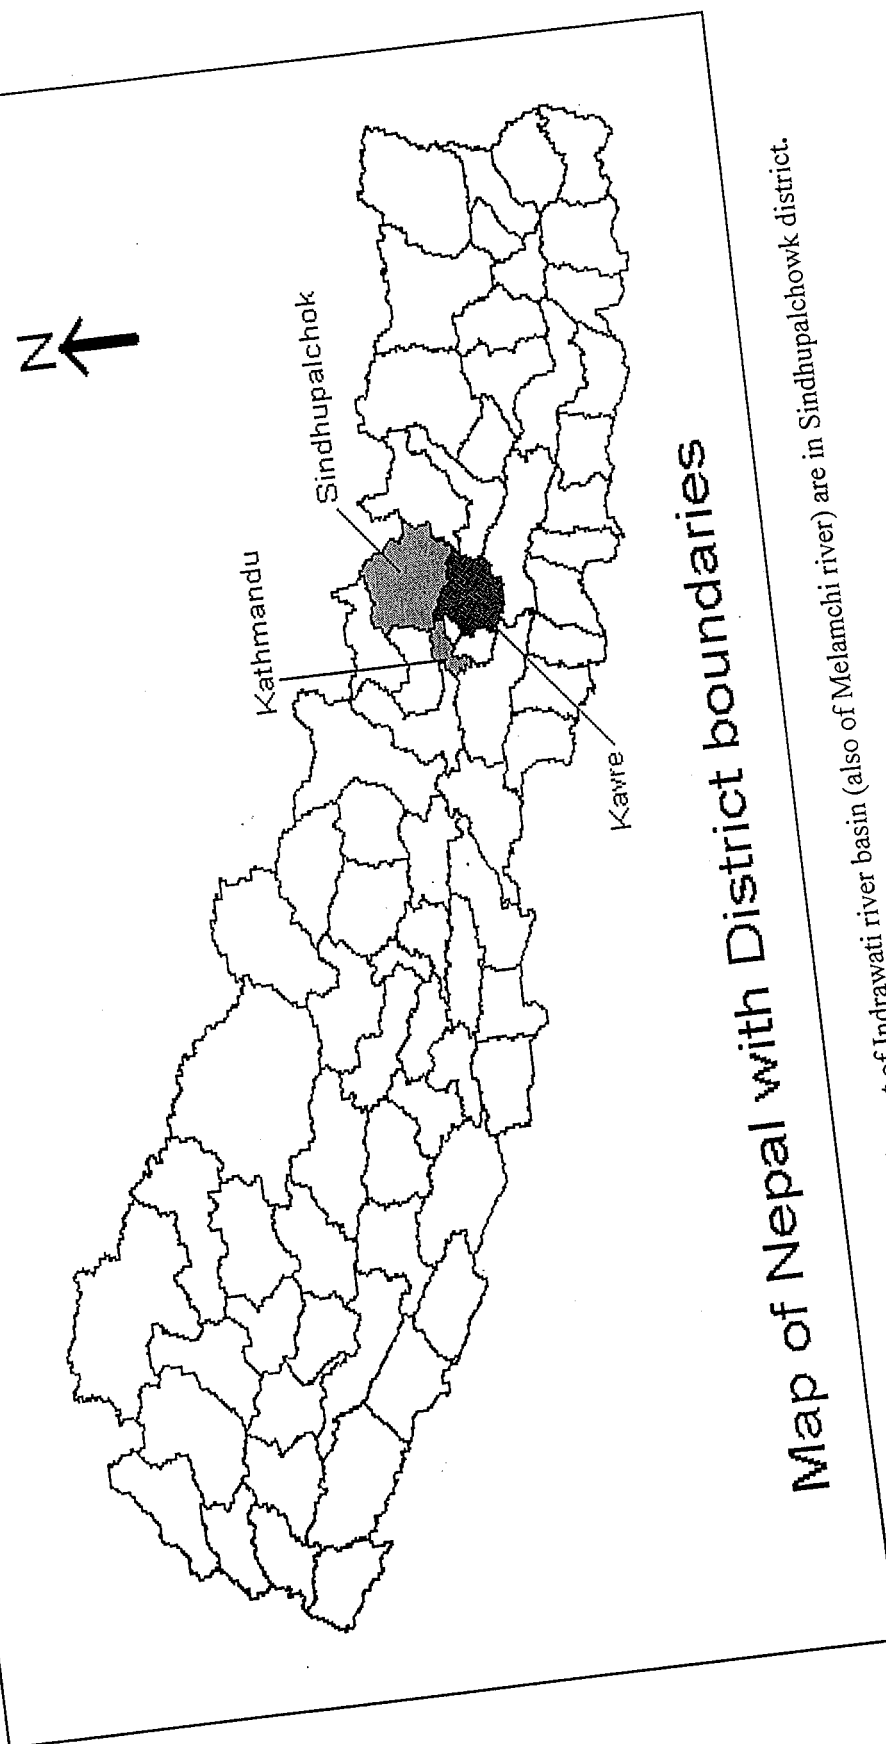 N
Sindhupalchok
Kathmandu
Kavre
Map of Nepal with District boundaries
of Indrawati river basin (also of Melamchi river) are in Sindhupalchowk district.